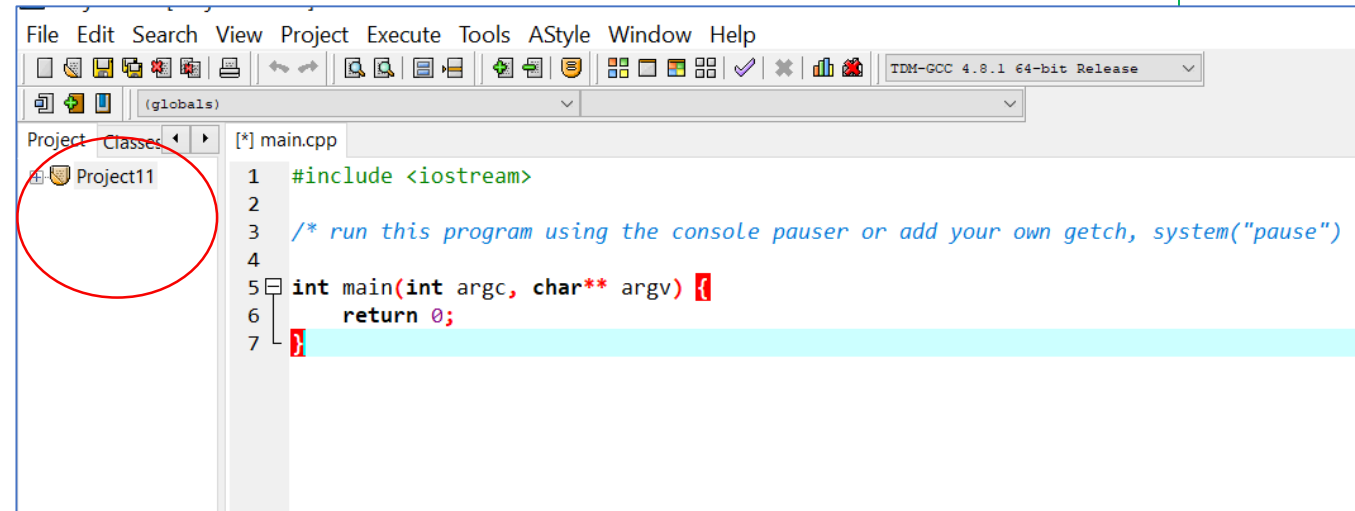 File Edit Search View Project Execute Tools AStyle Window Help
TDM-GCC 4.8.1 64-bit Release
(globals)
Project Classes [*] main.cpp
Project11
1 #include <iostream>
2
3 /* run this program using the console pauser or add your own getch, system("pause")
4
5 int main(int argc, char** argv) {
6 return 0;
7 }